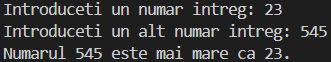 Introduceti un numar intreg: 23
Introduceti un alt numar intreg: 545
Numarul 545 este mai mare ca 23.